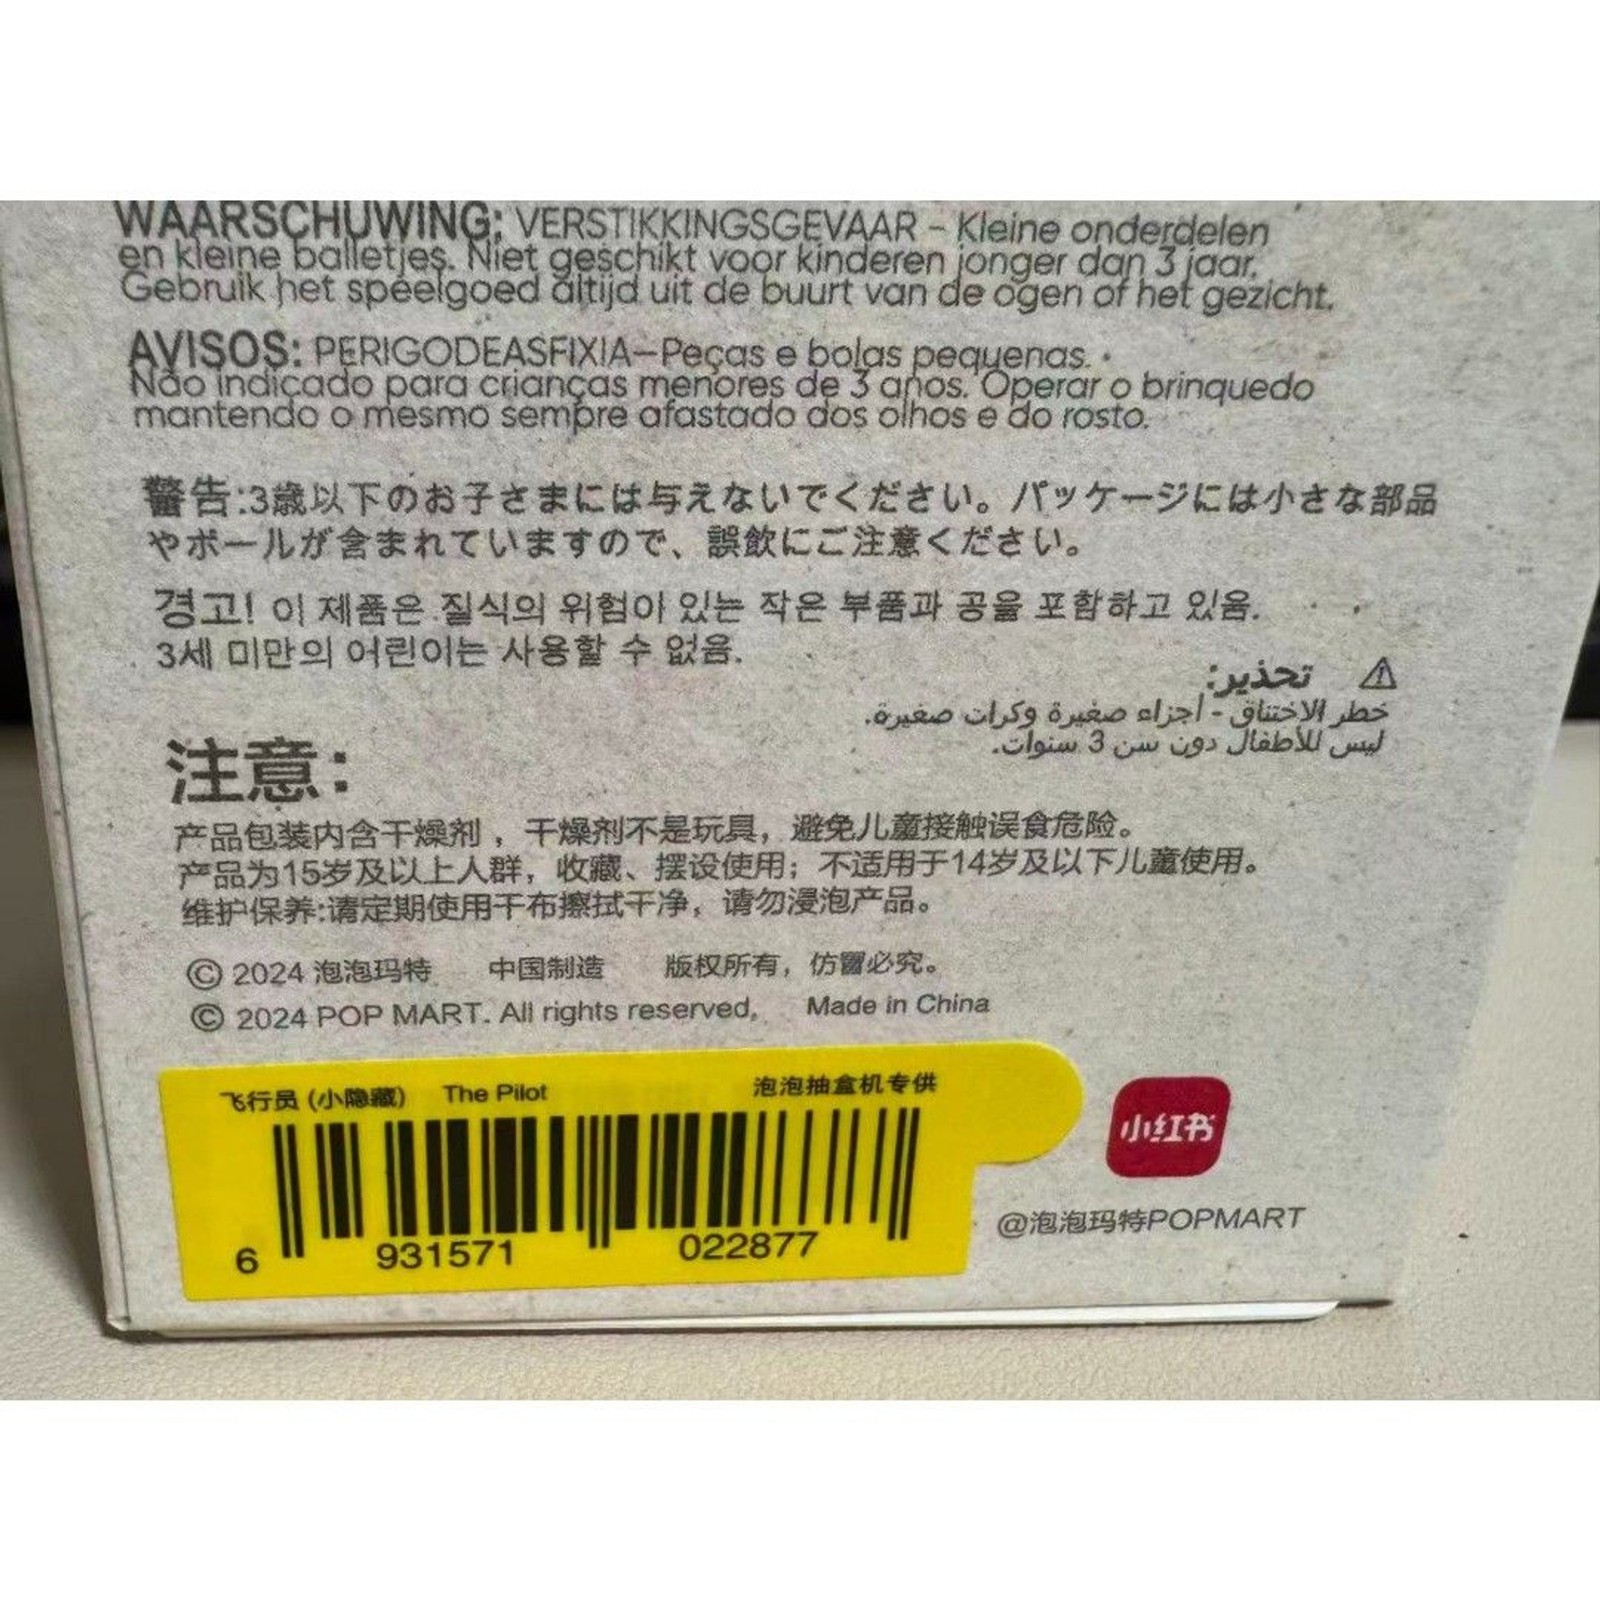 WAARSCHUWING: VERSTIKKINGSGEVAAR – Kleine onderdelen
en kleine balletjes. Niet geschikt voor kinderen jonger dan 3 jaar.
Gebruik het speelgoed altijd uit de buurt van de ogen of het gezicht.
AVISOS: PERIGODEASFIXIA—Peças e bolas pequenas.
Não indicado para crianças menores de 3 anos. Operar o brinquedo
mantendo o mesmo sempre afastado dos olhos e do rosto.
警告:3歳以下のお子さまには与えないでください。パッケージには小さな部品
やボールが含まれていますので、誤飲にご注意ください。
경고! 이 제품은 질식의 위험이 있는 작은 부품과 공을 포함하고 있음.
3세 미만의 어린이는 사용할 수 없음.
⚠ تحذير:
خطر الاختناق - أجزاء صغيرة وكرات صغيرة.
ليس للأطفال دون سن 3 سنوات.
注意:
产品包装内含干燥剂，干燥剂不是玩具，避免儿童接触误食危险。
产品为15岁及以上人群，收藏、摆设使用；不适用于14岁及以下儿童使用。
维护保养:请定期使用干布擦拭干净，请勿浸泡产品。
© 2024 泡泡玛特 中国制造 版权所有，仿冒必究。
© 2024 POP MART. All rights reserved. Made in China
飞行员 (小隐藏) The Pilot 泡泡抽盒机专供
6 931571 022877
小红书
@泡泡玛特POPMART